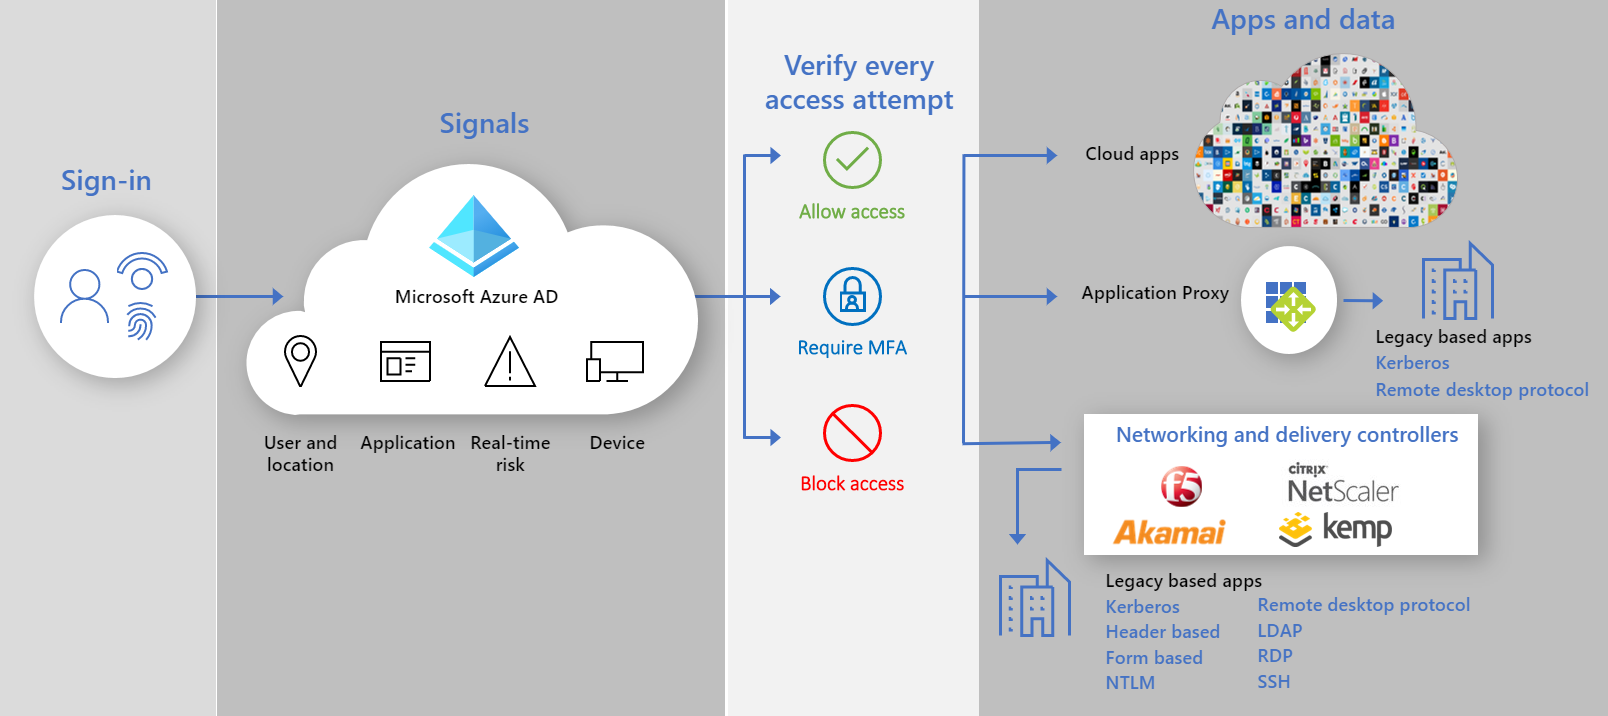 Sign-in
Signals
Microsoft Azure AD
User and
location
Application
Real-time
risk
Device
Verify every
access attempt
Allow access
Require MFA
Block access
Apps and data
Cloud apps
Application Proxy
Legacy based apps
Kerberos
Remote desktop protocol
Networking and delivery controllers
f5
CITRIX
NetScaler
Akamai
kemp
Legacy based apps
Kerberos
Header based
Form based
NTLM
Remote desktop protocol
LDAP
RDP
SSH